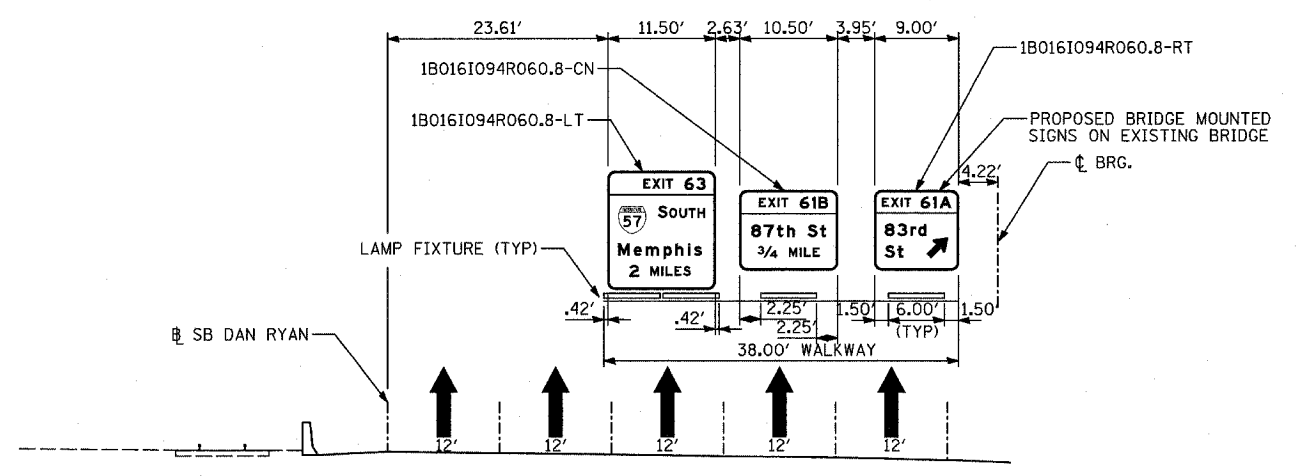 23.61' 11.50' 2.63' 10.50' 3.95' 9.00'
1B016I094R060.8-CN
1B016I094R060.8-RT
1B016I094R060.8-LT
PROPOSED BRIDGE MOUNTED
SIGNS ON EXISTING BRIDGE
℄ BRG.
4.22'
EXIT 63
INTERSTATE
57
SOUTH
Memphis
2 MILES
EXIT 61B
87th St
3/4 MILE
EXIT 61A
83rd
St
LAMP FIXTURE (TYP)
.42'
.42'
2.25'
2.25'
1.50' 6.00' 1.50'
(TYP)
38.00' WALKWAY
BL SB DAN RYAN
12' 12' 12' 12' 12'